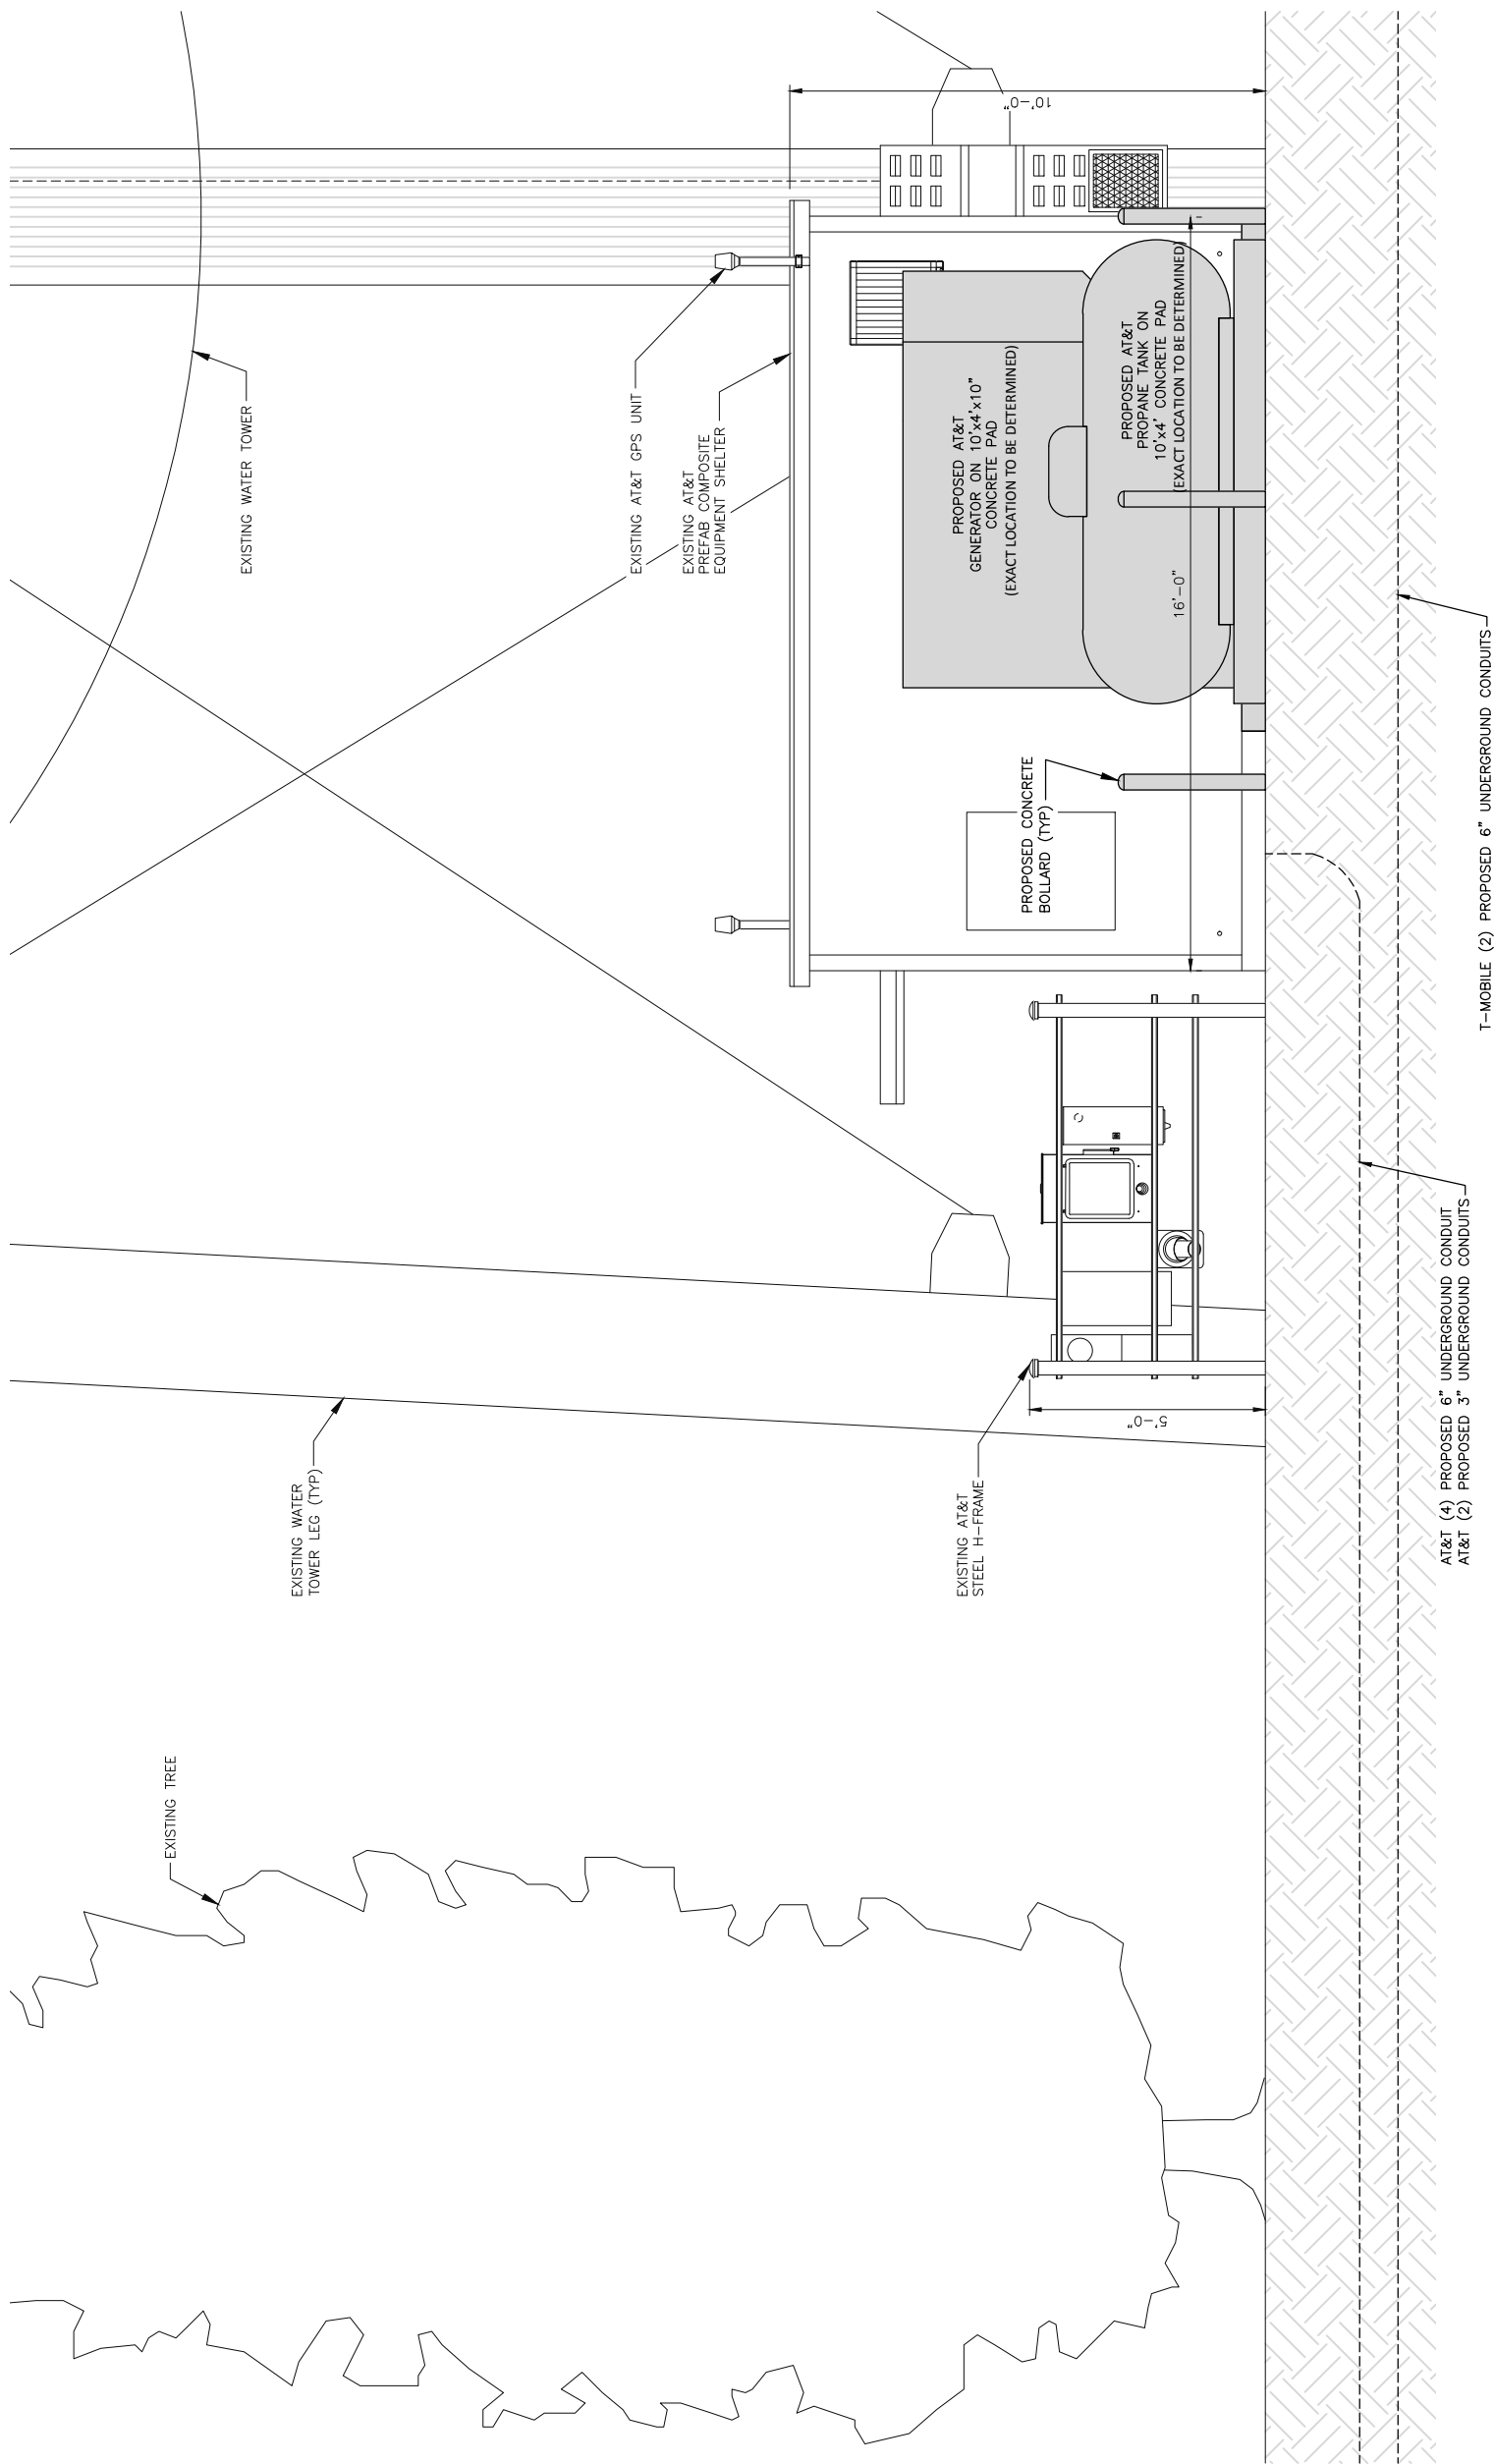 EXISTING TREE
EXISTING WATER TOWER
EXISTING WATER
TOWER LEG (TYP)
EXISTING AT&T GPS UNIT
EXISTING AT&T
PREFAB COMPOSITE
EQUIPMENT SHELTER
10'-0"
PROPOSED AT&T
GENERATOR ON 10'x4'x10"
CONCRETE PAD
(EXACT LOCATION TO BE DETERMINED)
PROPOSED AT&T
PROPANE TANK ON
10'x4' CONCRETE PAD
(EXACT LOCATION TO BE DETERMINED)
PROPOSED CONCRETE
BOLLARD (TYP)
16'-0"
EXISTING AT&T
STEEL H-FRAME
5'-0"
AT&T (4) PROPOSED 6" UNDERGROUND CONDUIT
AT&T (2) PROPOSED 3" UNDERGROUND CONDUITS
T-MOBILE (2) PROPOSED 6" UNDERGROUND CONDUITS